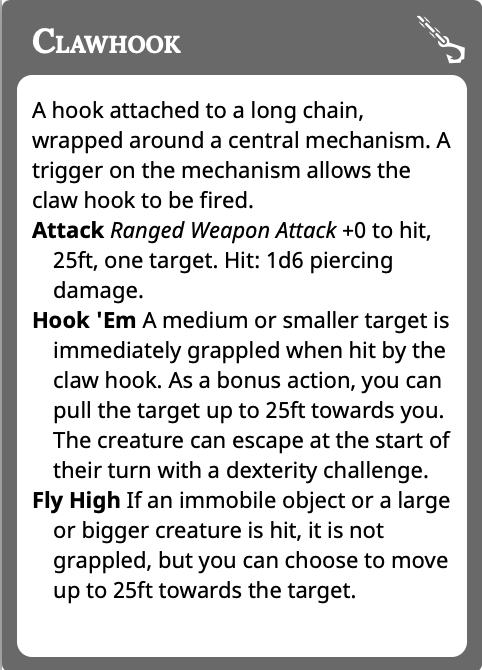 Clawhook
A hook attached to a long chain,
wrapped around a central mechanism. A
trigger on the mechanism allows the
claw hook to be fired.
Attack Ranged Weapon Attack +0 to hit,
25ft, one target. Hit: 1d6 piercing
damage.
Hook 'Em A medium or smaller target is
immediately grappled when hit by the
claw hook. As a bonus action, you can
pull the target up to 25ft towards you.
The creature can escape at the start of
their turn with a dexterity challenge.
Fly High If an immobile object or a large
or bigger creature is hit, it is not
grappled, but you can choose to move
up to 25ft towards the target.